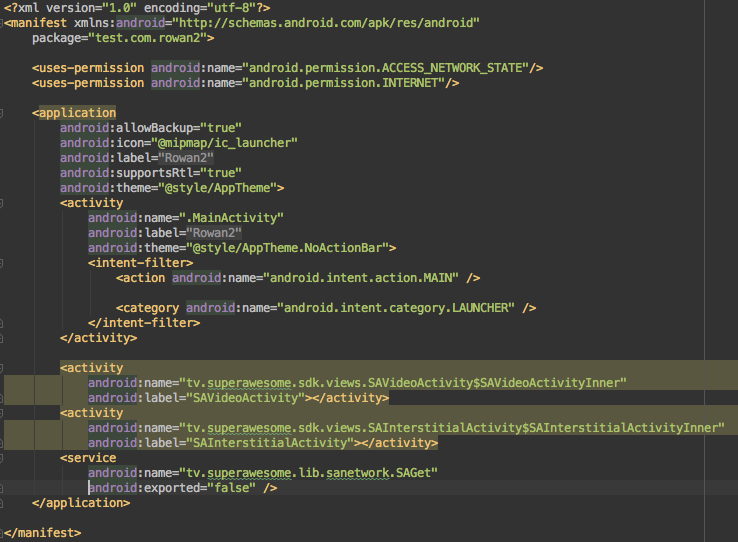 <?xml version="1.0" encoding="utf-8"?>
<manifest xmlns:android="http://schemas.android.com/apk/res/android"
    package="test.com.rowan2">

    <uses-permission android:name="android.permission.ACCESS_NETWORK_STATE"/>
    <uses-permission android:name="android.permission.INTERNET"/>

    <application
        android:allowBackup="true"
        android:icon="@mipmap/ic_launcher"
        android:label="Rowan2"
        android:supportsRtl="true"
        android:theme="@style/AppTheme">
        <activity
            android:name=".MainActivity"
            android:label="Rowan2"
            android:theme="@style/AppTheme.NoActionBar">
            <intent-filter>
                <action android:name="android.intent.action.MAIN" />

                <category android:name="android.intent.category.LAUNCHER" />
            </intent-filter>
        </activity>

        <activity
            android:name="tv.superawesome.sdk.views.SAVideoActivity$SAVideoActivityInner"
            android:label="SAVideoActivity"></activity>
        <activity
            android:name="tv.superawesome.sdk.views.SAInterstitialActivity$SAInterstitialActivityInner"
            android:label="SAInterstitialActivity"></activity>
        <service
            android:name="tv.superawesome.lib.sanetwork.SAGet"
            android:exported="false" />
    </application>

</manifest>